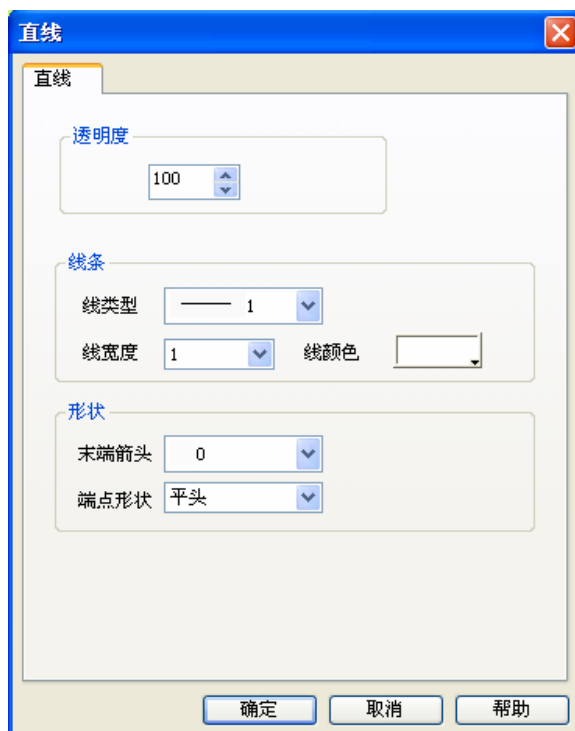 直线
直线
透明度
100
线条
线类型 1
线宽度 1 线颜色
形状
末端箭头 0
端点形状 平头
确定 取消 帮助